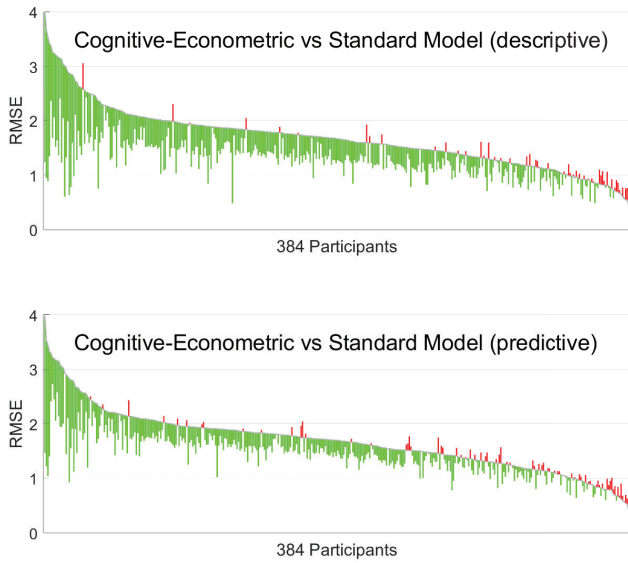 4
Cognitive-Econometric vs Standard Model (descriptive)
3
RMSE
2
1
0
384 Participants
4
Cognitive-Econometric vs Standard Model (predictive)
3
RMSE
2
1
0
384 Participants